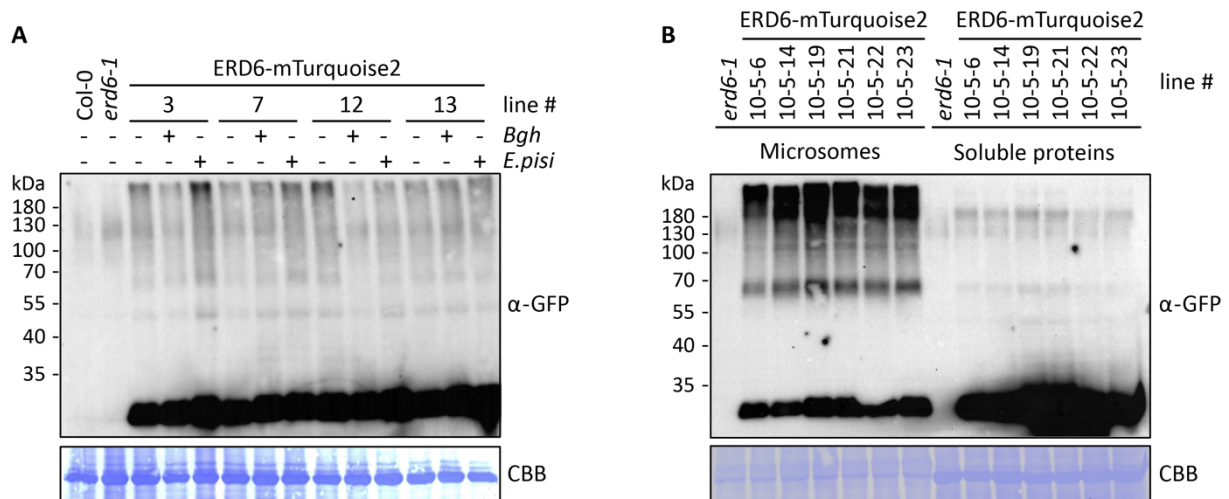 A
Col-0
erd6-1
ERD6-mTurquoise2
3 7 12 13 line #
- - - + - - + - - + - - + - Bgh
- - - - + - - + - - + - - + E.pisi
kDa
180 -
130 -
100 -
70 -
55 -
40 -
35 -
α-GFP
CBB
B
ERD6-mTurquoise2 ERD6-mTurquoise2
erd6-1 10-5-6 10-5-14 10-5-19 10-5-21 10-5-22 10-5-23 erd6-1 10-5-6 10-5-14 10-5-19 10-5-21 10-5-22 10-5-23 line #
Microsomes Soluble proteins
kDa
180 -
130 -
100 -
70 -
55 -
40 -
35 -
α-GFP
CBB